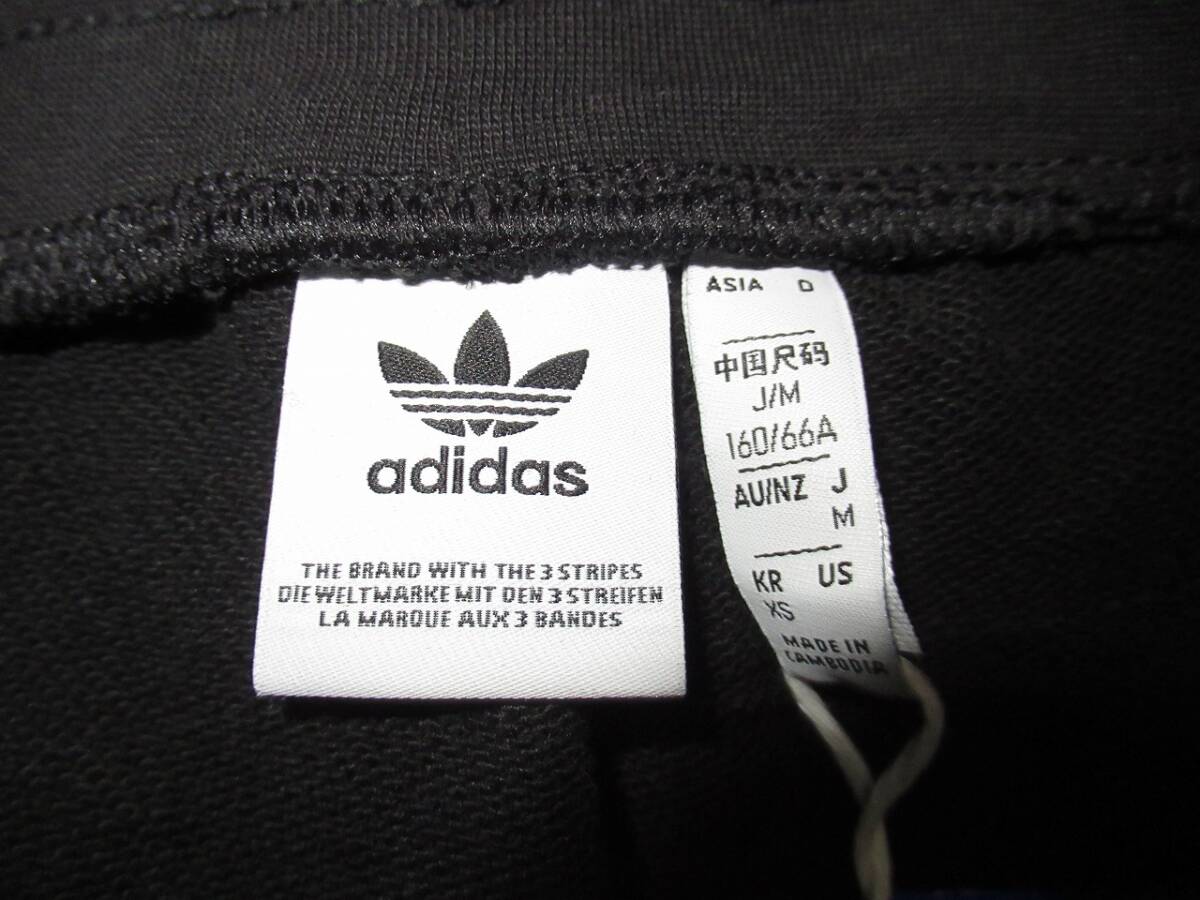 adidas
THE BRAND WITH THE 3 STRIPES
DIE WELTMARKE MIT DEN 3 STREIFEN
LA MARQUE AUX 3 BANDES
ASIA D
中国尺码
J/M
160/66A
AU/NZ J
M
KR US
XS
MADE IN
CAMBODIA